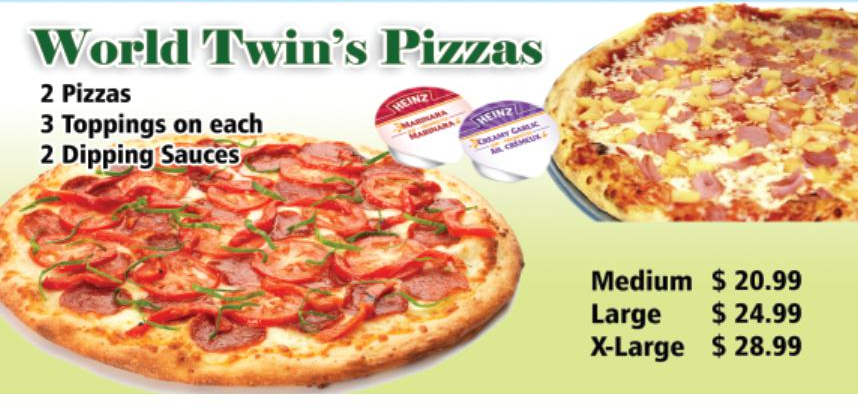 World Twin's Pizzas
2 Pizzas
3 Toppings on each
2 Dipping Sauces
HEINZ
MARINARA
MARINARA
HEINZ
CREAMY GARLIC
AIL CRÉMEUX
Medium $ 20.99
Large $ 24.99
X-Large $ 28.99